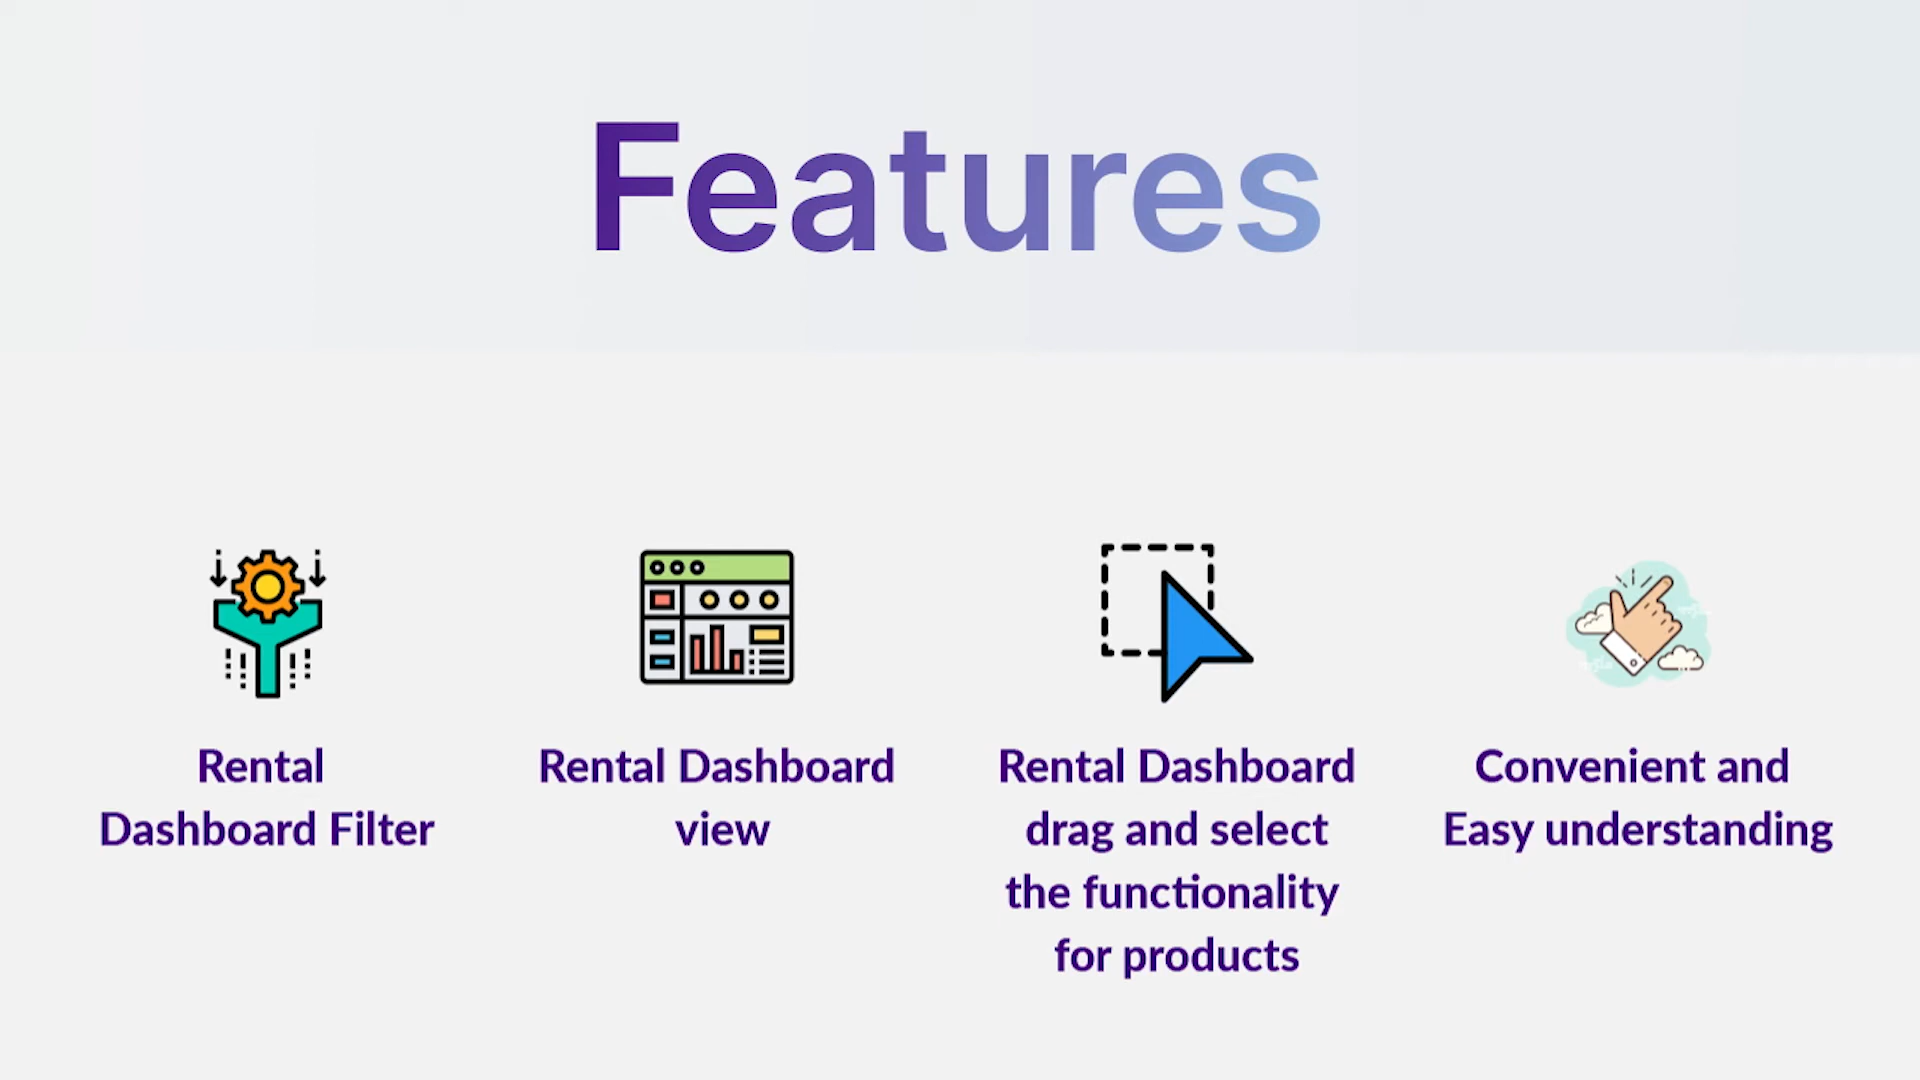 Features
Rental
Dashboard Filter
Rental Dashboard
view
Rental Dashboard
drag and select
the functionality
for products
Convenient and
Easy understanding